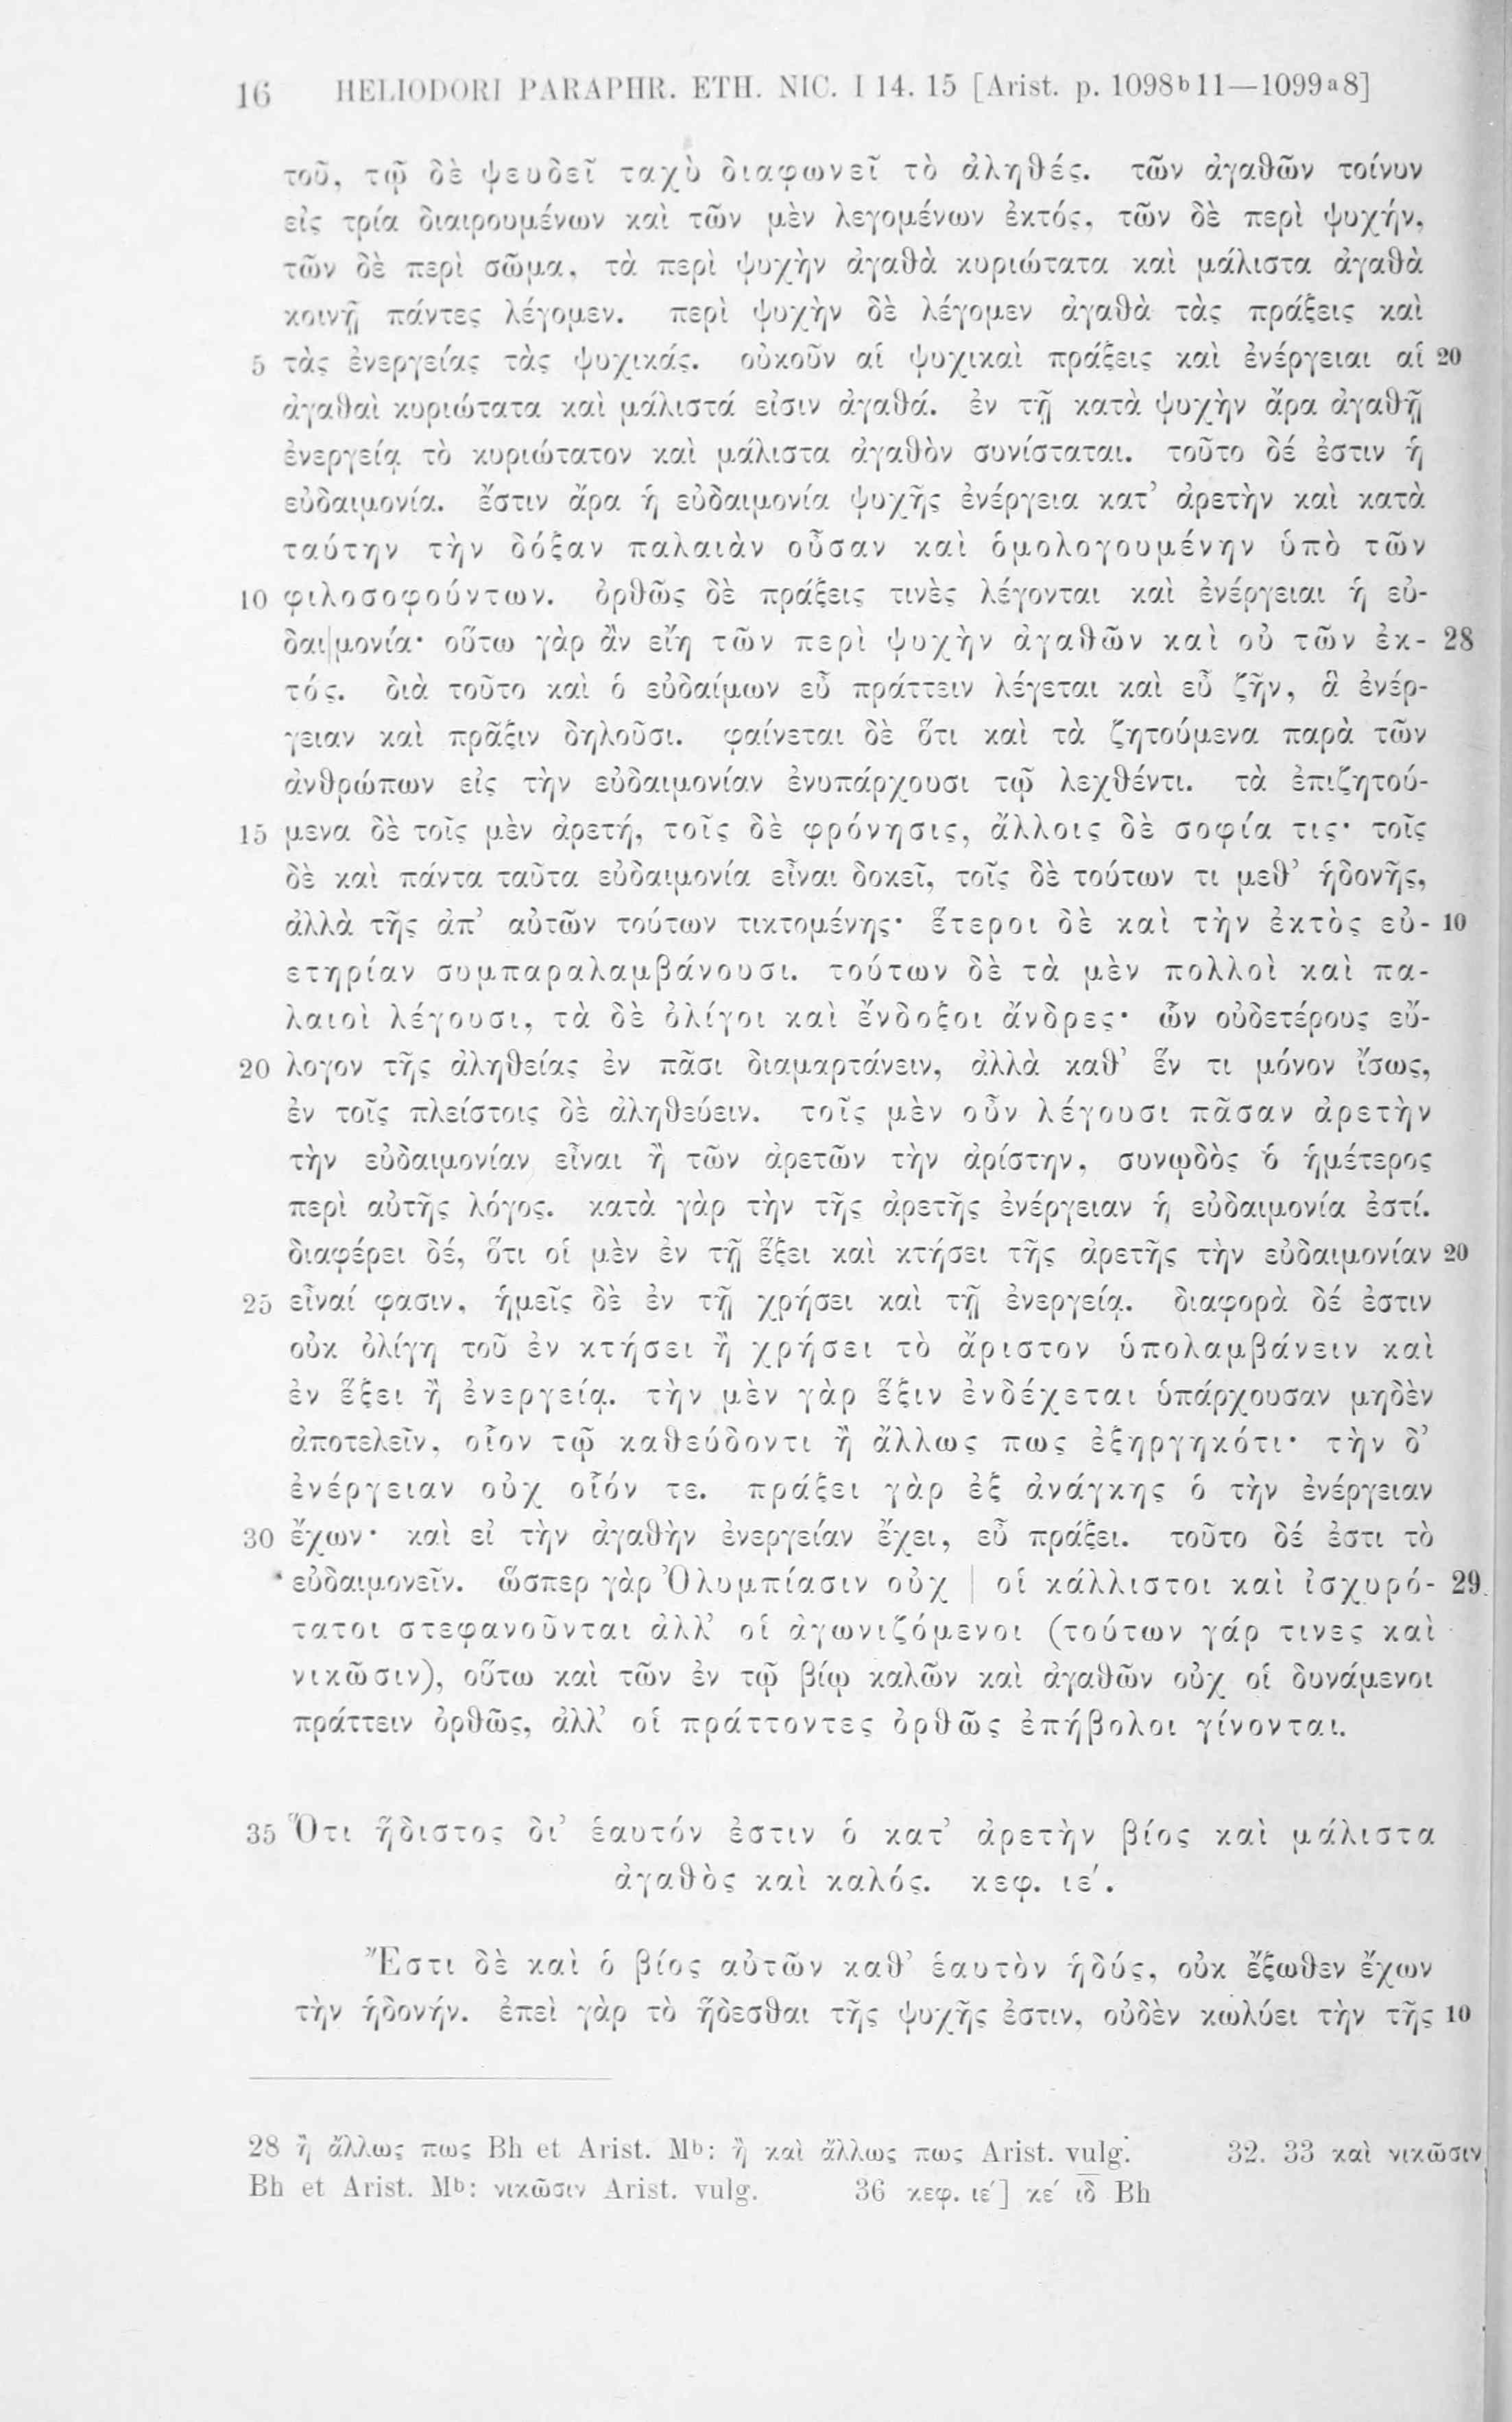 16 HELIODORI PARAPHR. ETH. NIC. I 14. 15 [Arist. p. 1098b11—1099a8]
τοῦ, τῷ δὲ ψευδεῖ ταχὺ διαφωνεῖ τὸ ἀληθές. τῶν ἀγαθῶν τοίνυν
εἰς τρία διαιρουμένων καὶ τῶν μὲν λεγομένων ἐκτός, τῶν δὲ περὶ ψυχήν,
τῶν δὲ περὶ σῶμα, τὰ περὶ ψυχὴν ἀγαθὰ κυριώτατα καὶ μάλιστα ἀγαθὰ
κοινῇ πάντες λέγομεν. περὶ ψυχὴν δὲ λέγομεν ἀγαθὰ τὰς πράξεις καὶ
5 τὰς ἐνεργείας τὰς ψυχικάς. οὐκοῦν αἱ ψυχικαὶ πράξεις καὶ ἐνέργειαι αἱ 20
ἀγαθαὶ κυριώτατα καὶ μάλιστά εἰσιν ἀγαθά. ἐν τῇ κατὰ ψυχὴν ἄρα ἀγαθῇ
ἐνεργείᾳ τὸ κυριώτατον καὶ μάλιστα ἀγαθὸν συνίσταται. τοῦτο δέ ἐστιν ἡ
εὐδαιμονία. ἔστιν ἄρα ἡ εὐδαιμονία ψυχῆς ἐνέργεια κατ’ ἀρετὴν καὶ κατὰ
ταύτην τὴν δόξαν παλαιὰν οὖσαν καὶ ὁμολογουμένην ὑπὸ τῶν
10 φιλοσοφούντων. ὀρθῶς δὲ πράξεις τινὲς λέγονται καὶ ἐνέργειαι ἡ εὐ-
δαι|μονία· οὕτω γὰρ ἂν εἴη τῶν περὶ ψυχὴν ἀγαθῶν καὶ οὐ τῶν ἐκ- 28
τός. διὰ τοῦτο καὶ ὁ εὐδαίμων εὖ πράττειν λέγεται καὶ εὖ ζῆν, ἃ ἐνέρ-
γειαν καὶ πρᾶξιν δηλοῦσι. φαίνεται δὲ ὅτι καὶ τὰ ζητούμενα παρὰ τῶν
ἀνθρώπων εἰς τὴν εὐδαιμονίαν ἐνυπάρχουσι τῷ λεχθέντι. τὰ ἐπιζητού-
15 μενα δὲ τοῖς μὲν ἀρετή, τοῖς δὲ φρόνησις, ἄλλοις δὲ σοφία τις· τοῖς
δὲ καὶ πάντα ταῦτα εὐδαιμονία εἶναι δοκεῖ, τοῖς δὲ τούτων τι μεθ’ ἡδονῆς,
ἀλλὰ τῆς ἀπ’ αὐτῶν τούτων τικτομένης· ἕτεροι δὲ καὶ τὴν ἐκτὸς εὐ- 10
ετηρίαν συμπαραλαμβάνουσι. τούτων δὲ τὰ μὲν πολλοὶ καὶ πα-
λαιοὶ λέγουσι, τὰ δὲ ὀλίγοι καὶ ἔνδοξοι ἄνδρες· ὧν οὐδετέρους εὔ-
20 λογον τῆς ἀληθείας ἐν πᾶσι διαμαρτάνειν, ἀλλὰ καθ’ ἕν τι μόνον ἴσως,
ἐν τοῖς πλείστοις δὲ ἀληθεύειν. τοῖς μὲν οὖν λέγουσι πᾶσαν ἀρετὴν
τὴν εὐδαιμονίαν εἶναι ἢ τῶν ἀρετῶν τὴν ἀρίστην, συνῳδὸς ὁ ἡμέτερος
περὶ αὐτῆς λόγος. κατὰ γὰρ τὴν τῆς ἀρετῆς ἐνέργειαν ἡ εὐδαιμονία ἐστί.
διαφέρει δέ, ὅτι οἱ μὲν ἐν τῇ ἕξει καὶ κτήσει τῆς ἀρετῆς τὴν εὐδαιμονίαν 20
25 εἶναί φασιν, ἡμεῖς δὲ ἐν τῇ χρήσει καὶ τῇ ἐνεργείᾳ. διαφορὰ δέ ἐστιν
οὐκ ὀλίγη τοῦ ἐν κτήσει ἢ χρήσει τὸ ἄριστον ὑπολαμβάνειν καὶ
ἐν ἕξει ἢ ἐνεργείᾳ. τὴν μὲν γὰρ ἕξιν ἐνδέχεται ὑπάρχουσαν μηδὲν
ἀποτελεῖν, οἷον τῷ καθεύδοντι ἢ ἄλλως πως ἐξηργηκότι· τὴν δ’
ἐνέργειαν οὐχ οἷόν τε. πράξει γὰρ ἐξ ἀνάγκης ὁ τὴν ἐνέργειαν
30 ἔχων· καὶ εἰ τὴν ἀγαθὴν ἐνεργείαν ἔχει, εὖ πράξει. τοῦτο δέ ἐστι τὸ
εὐδαιμονεῖν. ὥσπερ γὰρ Ὀλυμπίασιν οὐχ | οἱ κάλλιστοι καὶ ἰσχυρό- 29
τατοι στεφανοῦνται ἀλλ’ οἱ ἀγωνιζόμενοι (τούτων γάρ τινες καὶ
νικῶσιν), οὕτω καὶ τῶν ἐν τῷ βίῳ καλῶν καὶ ἀγαθῶν οὐχ οἱ δυνάμενοι
πράττειν ὀρθῶς, ἀλλ’ οἱ πράττοντες ὀρθῶς ἐπήβολοι γίνονται.
35 Ὅτι ἥδιστος δι’ ἑαυτόν ἐστιν ὁ κατ’ ἀρετὴν βίος καὶ μάλιστα
ἀγαθὸς καὶ καλός. κεφ. ιε′.
Ἔστι δὲ καὶ ὁ βίος αὐτῶν καθ’ ἑαυτὸν ἡδύς, οὐκ ἔξωθεν ἔχων
τὴν ἡδονήν. ἐπεὶ γὰρ τὸ ἥδεσθαι τῆς ψυχῆς ἐστιν, οὐδὲν κωλύει τὴν τῆς 10
28 ἢ ἄλλως πως Bh et Arist. Mb: ἢ καὶ ἄλλως πως Arist. vulg. 32. 33 καὶ νικῶσιν
Bh et Arist. Mb: νικῶσιν Arist. vulg. 36 κεφ. ιε′] κε′ ιδ̅ Bh